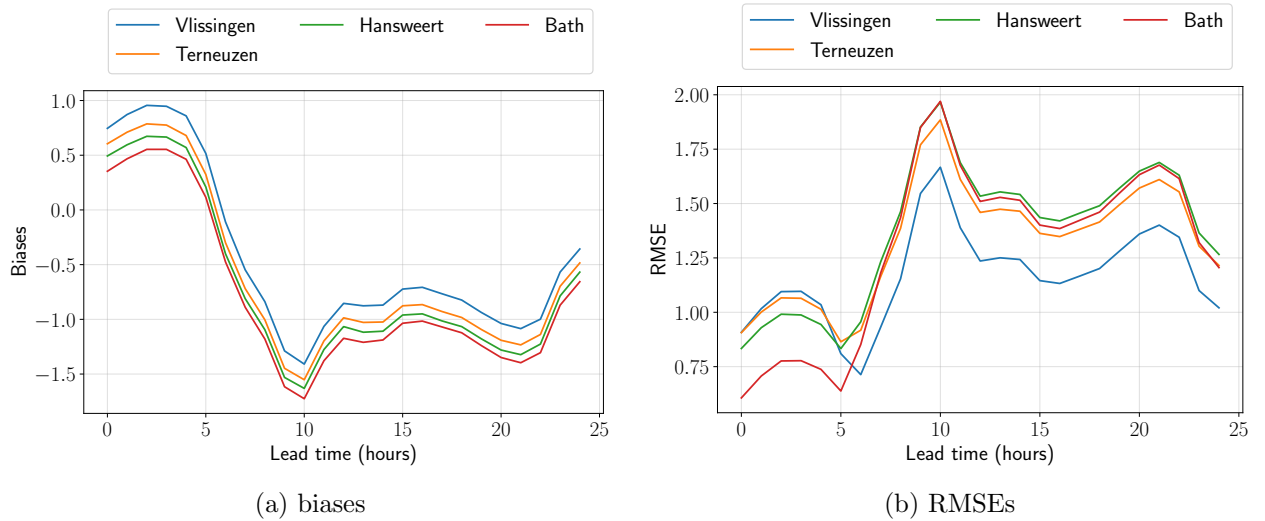 Vlissingen Hansweert Bath
Terneuzen
1.0
0.5
0.0
−0.5
−1.0
−1.5
Biases
0 5 10 15 20 25
Lead time (hours)
(a) biases
Vlissingen Hansweert Bath
Terneuzen
2.00
1.75
1.50
1.25
1.00
0.75
RMSE
0 5 10 15 20 25
Lead time (hours)
(b) RMSEs